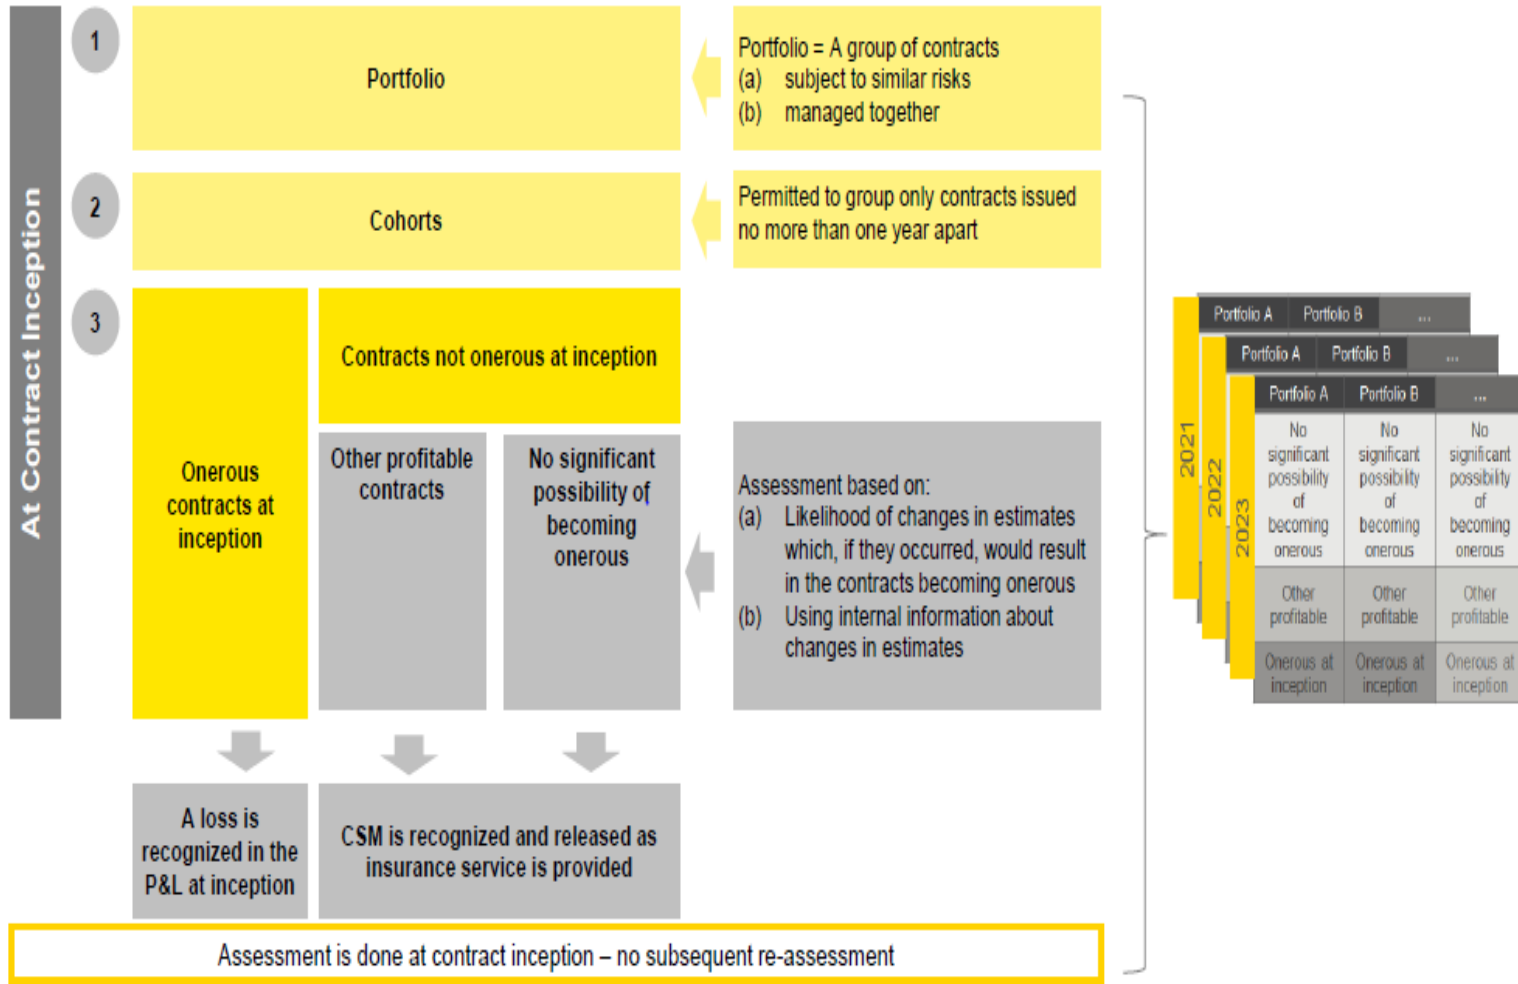 At Contract Inception
1
Portfolio
Portfolio = A group of contracts
(a) subject to similar risks
(b) managed together
2
Cohorts
Permitted to group only contracts issued
no more than one year apart
3
Onerous
contracts at
inception
Contracts not onerous at inception
Other profitable
contracts
No significant
possibility of
becoming
onerous
Assessment based on:
(a) Likelihood of changes in estimates
which, if they occurred, would result
in the contracts becoming onerous
(b) Using internal information about
changes in estimates
A loss is
recognized in the
P&L at inception
CSM is recognized and released as
insurance service is provided
Assessment is done at contract inception – no subsequent re-assessment
2021
Portfolio A Portfolio B ...
2022
Portfolio A Portfolio B ...
2023
Portfolio A Portfolio B ...
No No No
significant significant significant
possibility possibility possibility
of of of
becoming becoming becoming
onerous onerous onerous
Other Other Other
profitable profitable profitable
Onerous at Onerous at Onerous at
inception inception inception